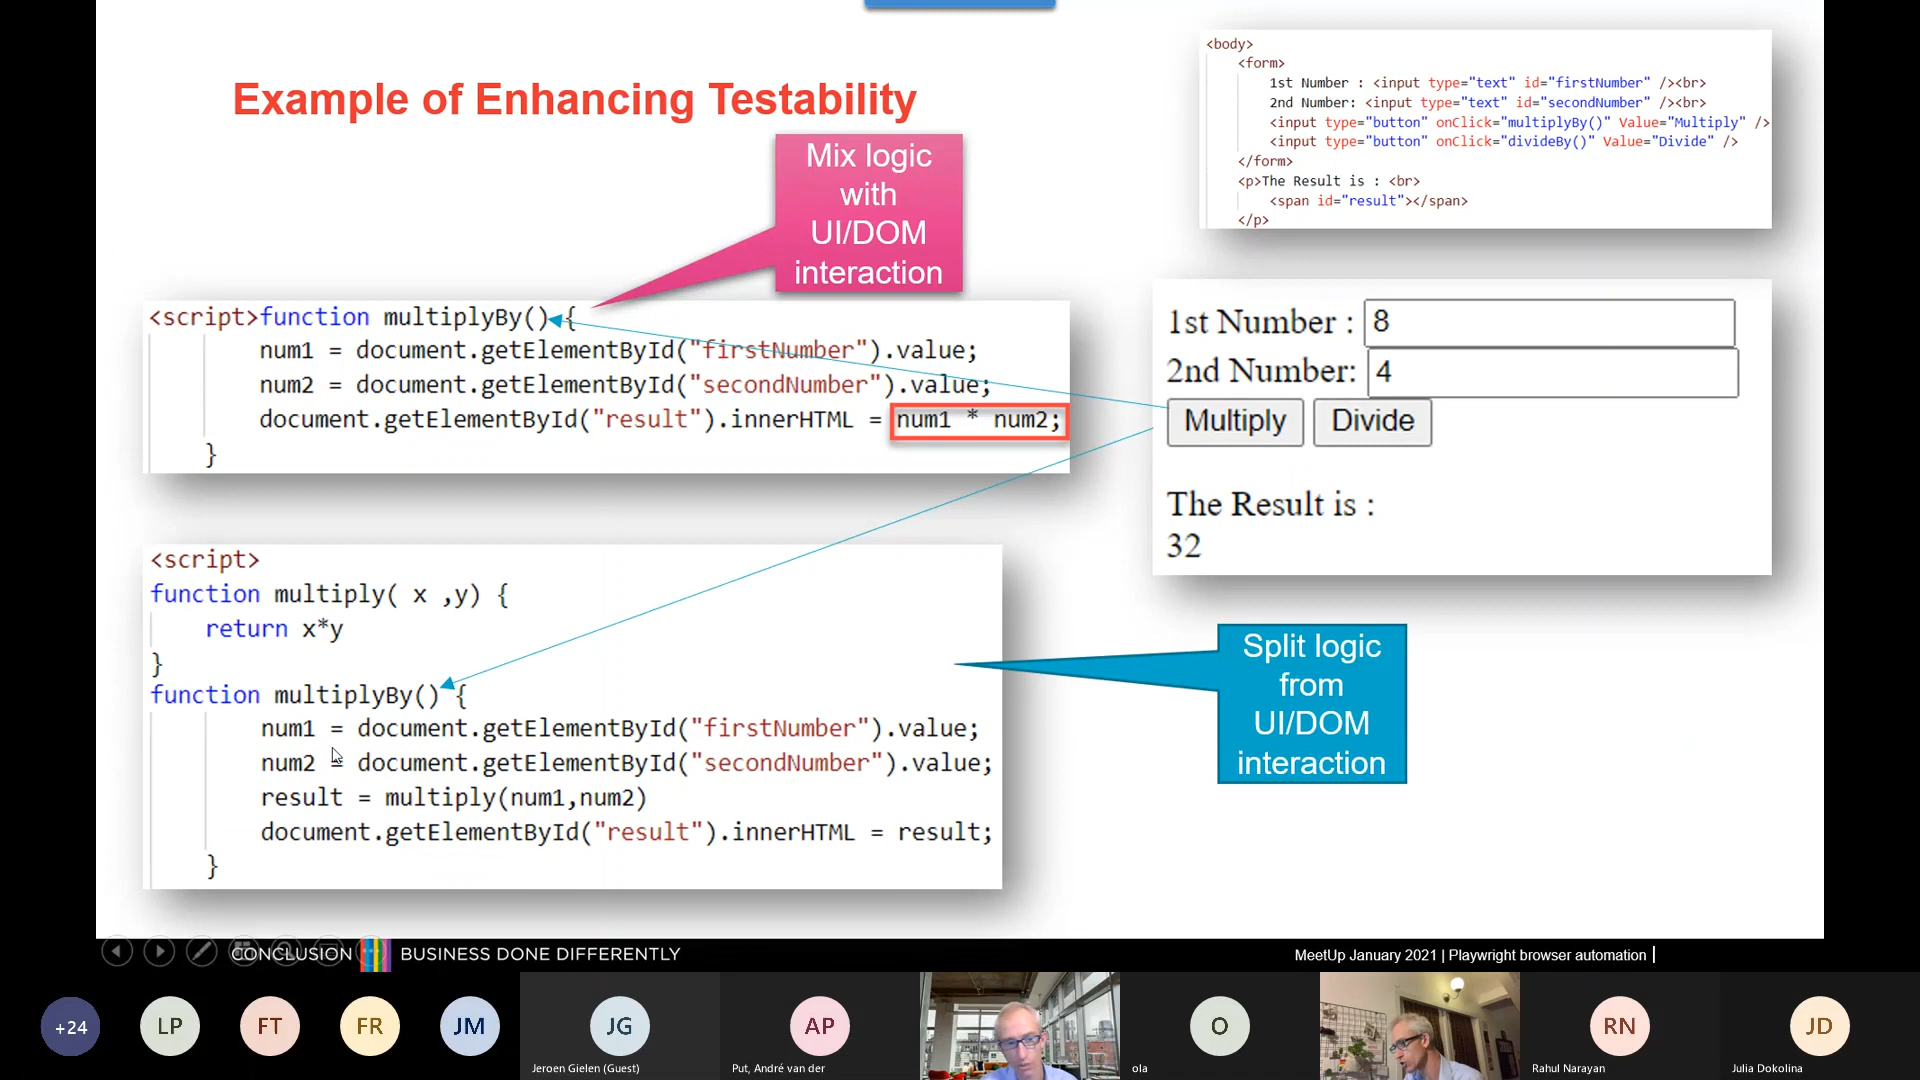 Example of Enhancing Testability
Mix logic
with
UI/DOM
interaction
<body>
<form>
1st Number : <input type="text" id="firstNumber" /><br>
2nd Number: <input type="text" id="secondNumber" /><br>
<input type="button" onClick="multiplyBy()" Value="Multiply" />
<input type="button" onClick="divideBy()" Value="Divide" />
</form>
<p>The Result is : <br>
<span id="result"></span>
</p>
<script>function multiplyBy() {
num1 = document.getElementById("firstNumber").value;
num2 = document.getElementById("secondNumber").value;
document.getElementById("result").innerHTML = num1 * num2;
}
1st Number : 8
2nd Number: 4
Multiply Divide
The Result is :
32
<script>
function multiply( x ,y) {
return x*y
}
function multiplyBy() {
num1 = document.getElementById("firstNumber").value;
num2 = document.getElementById("secondNumber").value;
result = multiply(num1,num2)
document.getElementById("result").innerHTML = result;
}
Split logic
from
UI/DOM
interaction
CONCLUSION BUSINESS DONE DIFFERENTLY
MeetUp January 2021 | Playwright browser automation |
+24
LP
FT
FR
JM
JG
Jeroen Gielen (Guest)
AP
Put, André van der
O
ola
RN
Rahul Narayan
JD
Julia Dokolina